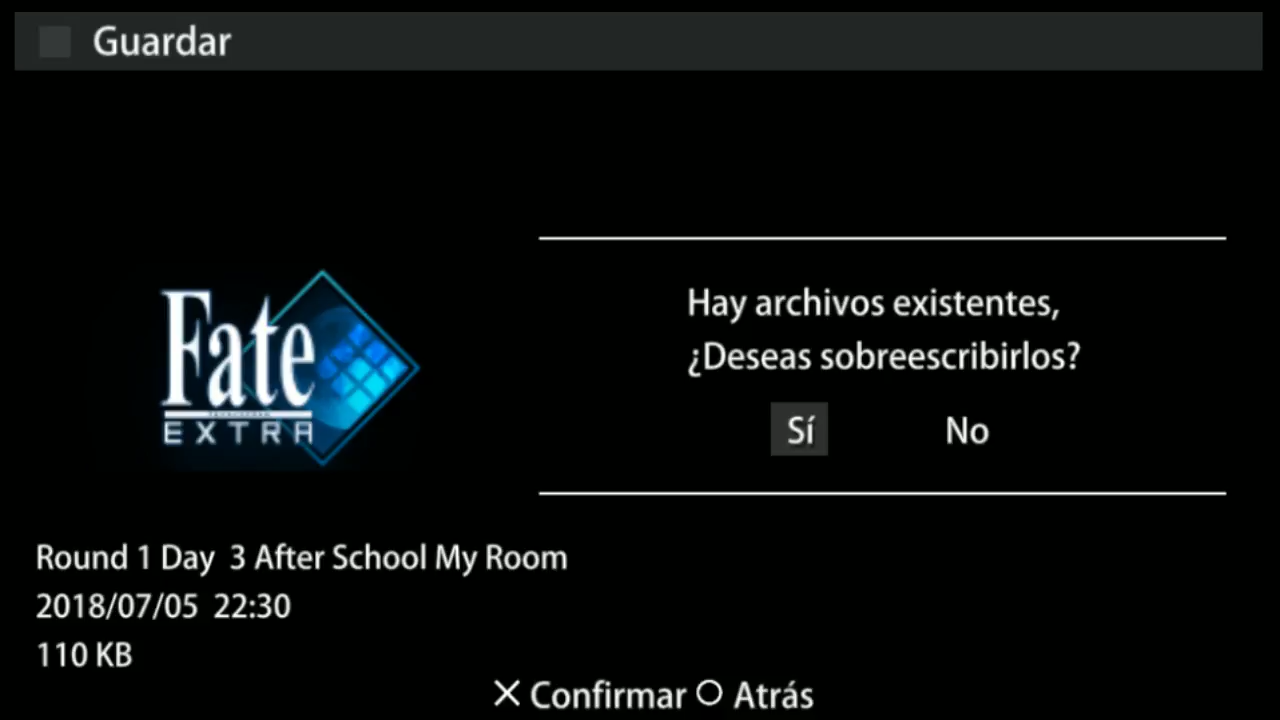 Guardar
Hay archivos existentes,
¿Deseas sobreescribirlos?
Sí No
Fate
EXTRA
Round 1 Day 3 After School My Room
2018/07/05 22:30
110 KB
Confirmar Atrás